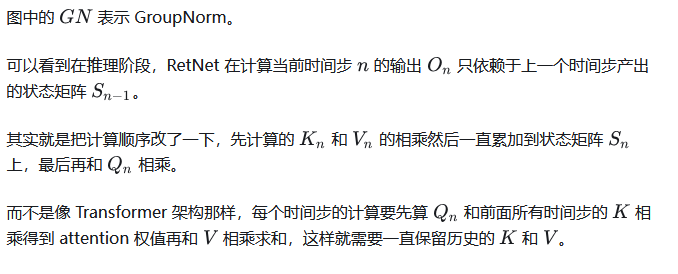 图中的 GN 表示 GroupNorm。
可以看到在推理阶段，RetNet 在计算当前时间步 n 的输出 Oₙ 只依赖于上一个时间步产出
的状态矩阵 Sₙ₋₁。
其实就是把计算顺序改了一下，先计算的 Kₙ 和 Vₙ 的相乘然后一直累加到状态矩阵 Sₙ
上，最后再和 Qₙ 相乘。
而不是像 Transformer 架构那样，每个时间步的计算要先算 Qₙ 和前面所有时间步的 K 相
乘得到 attention 权值再和 V 相乘求和，这样就需要一直保留历史的 K 和 V。